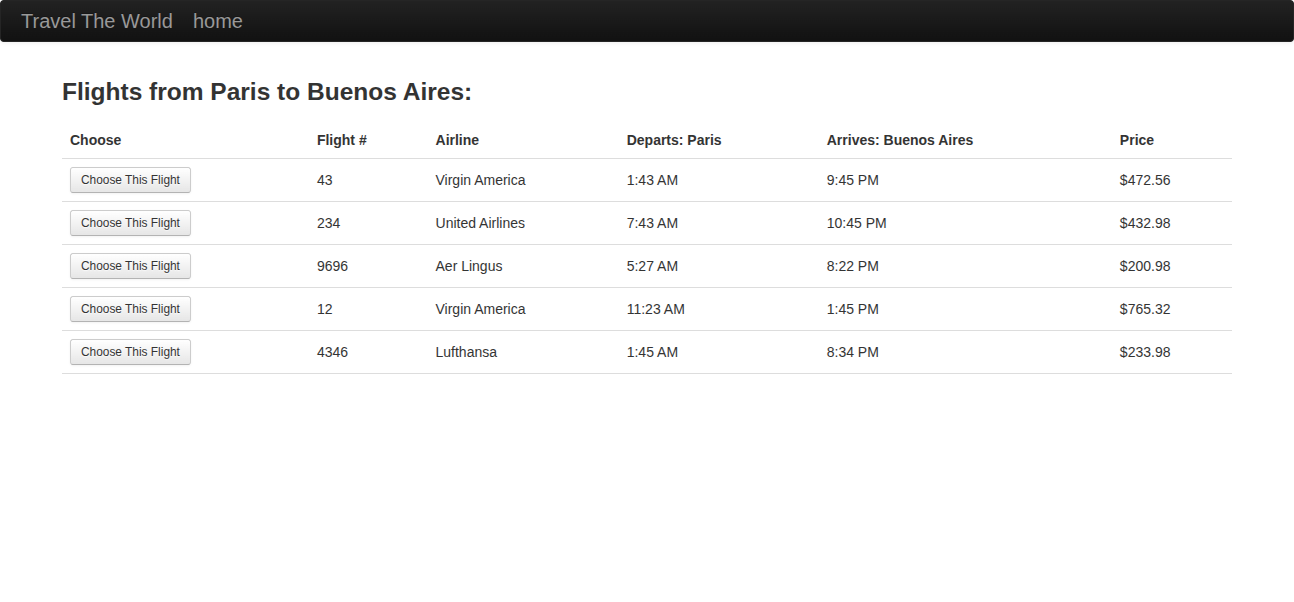 Travel The World home
Flights from Paris to Buenos Aires:
Choose Flight # Airline Departs: Paris Arrives: Buenos Aires Price
Choose This Flight 43 Virgin America 1:43 AM 9:45 PM $472.56
Choose This Flight 234 United Airlines 7:43 AM 10:45 PM $432.98
Choose This Flight 9696 Aer Lingus 5:27 AM 8:22 PM $200.98
Choose This Flight 12 Virgin America 11:23 AM 1:45 PM $765.32
Choose This Flight 4346 Lufthansa 1:45 AM 8:34 PM $233.98